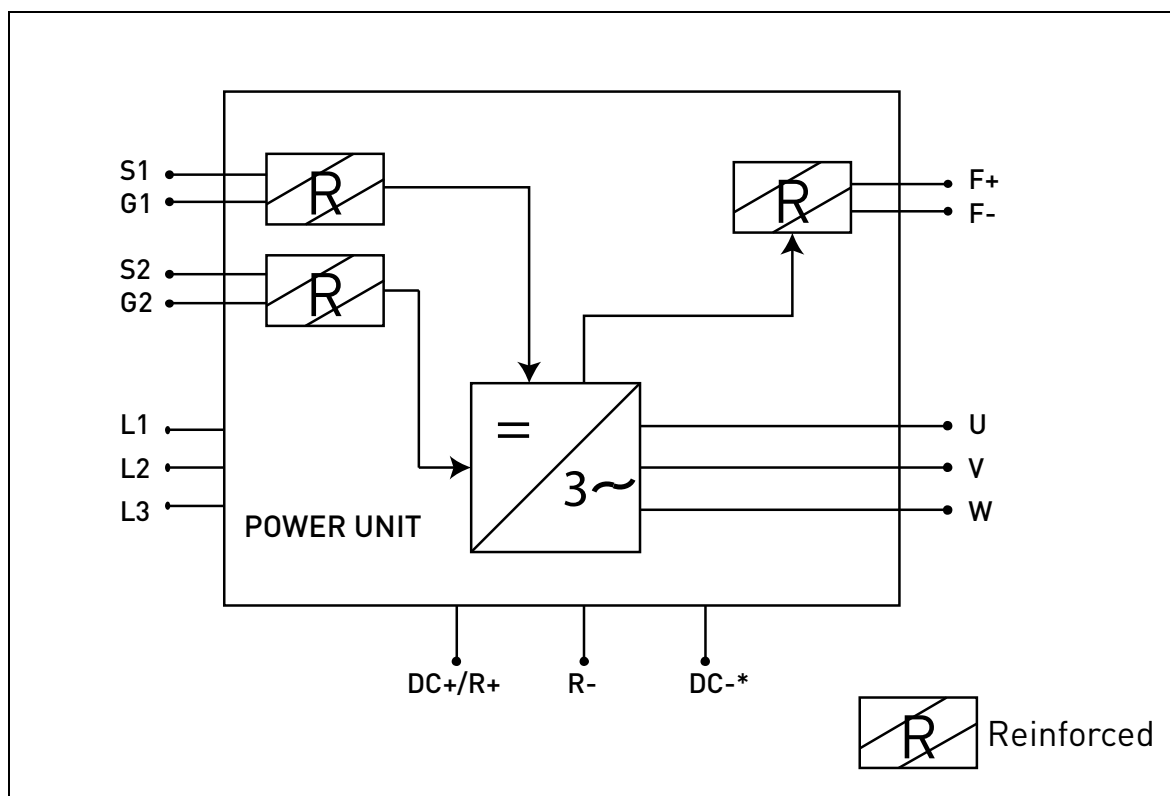 S1
G1
R
S2
G2
R
R
F+
F-
L1
L2
L3
POWER UNIT
=
3~
U
V
W
DC+/R+
R-
DC-*
R
Reinforced